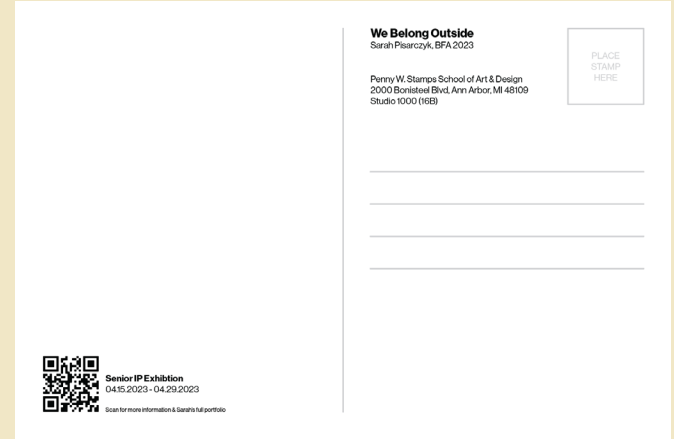 We Belong Outside
Sarah Pisarczyk, BFA 2023
Penny W. Stamps School of Art & Design
2000 Bonisteel Blvd, Ann Arbor, MI 48109
Studio 1000 (16B)
PLACE
STAMP
HERE
Senior IP Exhibtion
04.15.2023 - 04.29.2023
Scan for more information & Sarah's full portfolio